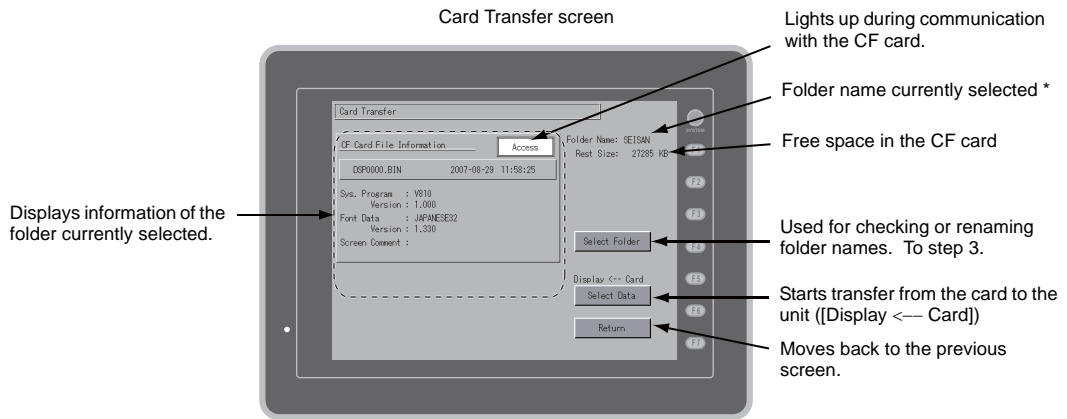 Card Transfer screen
Lights up during communication
with the CF card.
Folder name currently selected *
Free space in the CF card
Displays information of the
folder currently selected.
Used for checking or renaming
folder names. To step 3.
Starts transfer from the card to the
unit ([Display <–– Card])
Moves back to the previous
screen.
Card Transfer
CF Card File Information
Access
Folder Name: SEISAN
Rest Size: 27285 KB
DSP0000.BIN 2007-08-29 11:58:25
Sys. Program : V810
Version : 1.000
Font Data : JAPANESE32
Version : 1.330
Screen Comment :
Select Folder
Display <-- Card
Select Data
Return
SYSTEM
F1
F2
F3
F4
F5
F6
F7